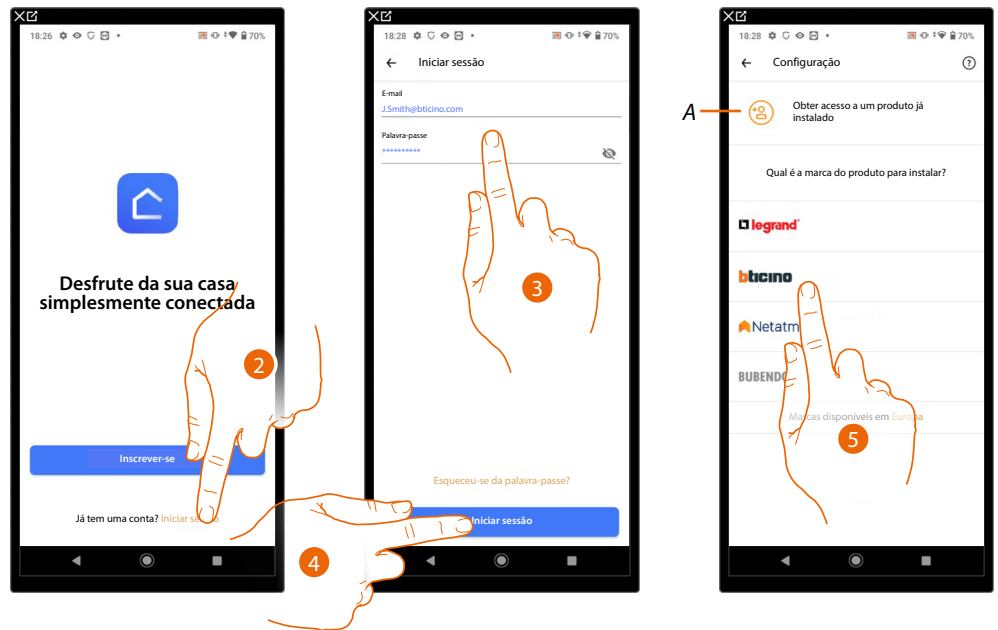 18:26
70%
Desfrute da sua casa
simplesmente conectada
2
Inscrever-se
Já tem uma conta? Iniciar
18:28
70%
Iniciar sessão
E-mail
J.Smith@bticino.com
Palavra-passe
**********
3
Esqueceu-se da palavra-passe?
Iniciar sessão
4
18:28
70%
Configuração
?
A
Obter acesso a um produto já
instalado
Qual é a marca do produto para instalar?
legrand
bticino
Netatm
BUBEND
Marcas disponíveis em Europa
5